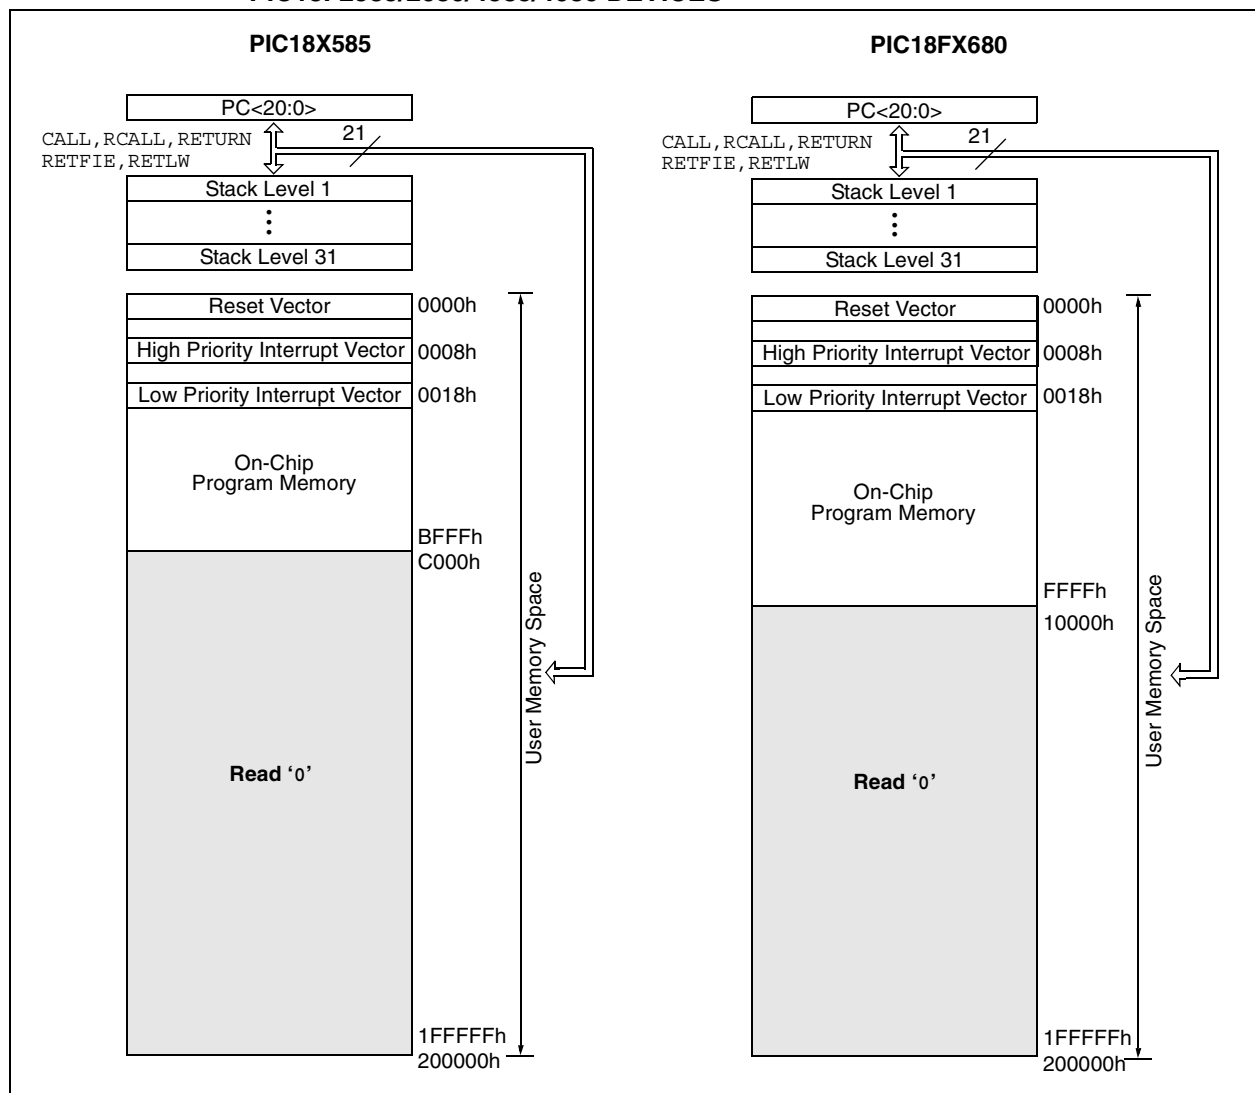 PIC18X585
PC<20:0>
CALL,RCALL,RETURN
RETFIE,RETLW
21
Stack Level 1
Stack Level 31
Reset Vector
0000h
High Priority Interrupt Vector
0008h
Low Priority Interrupt Vector
0018h
On-Chip
Program Memory
BFFFh
C000h
Read ‘0’
1FFFFFh
200000h
User Memory Space
PIC18FX680
PC<20:0>
CALL,RCALL,RETURN
RETFIE,RETLW
21
Stack Level 1
Stack Level 31
Reset Vector
0000h
High Priority Interrupt Vector
0008h
Low Priority Interrupt Vector
0018h
On-Chip
Program Memory
FFFFh
10000h
Read ‘0’
1FFFFFh
200000h
User Memory Space